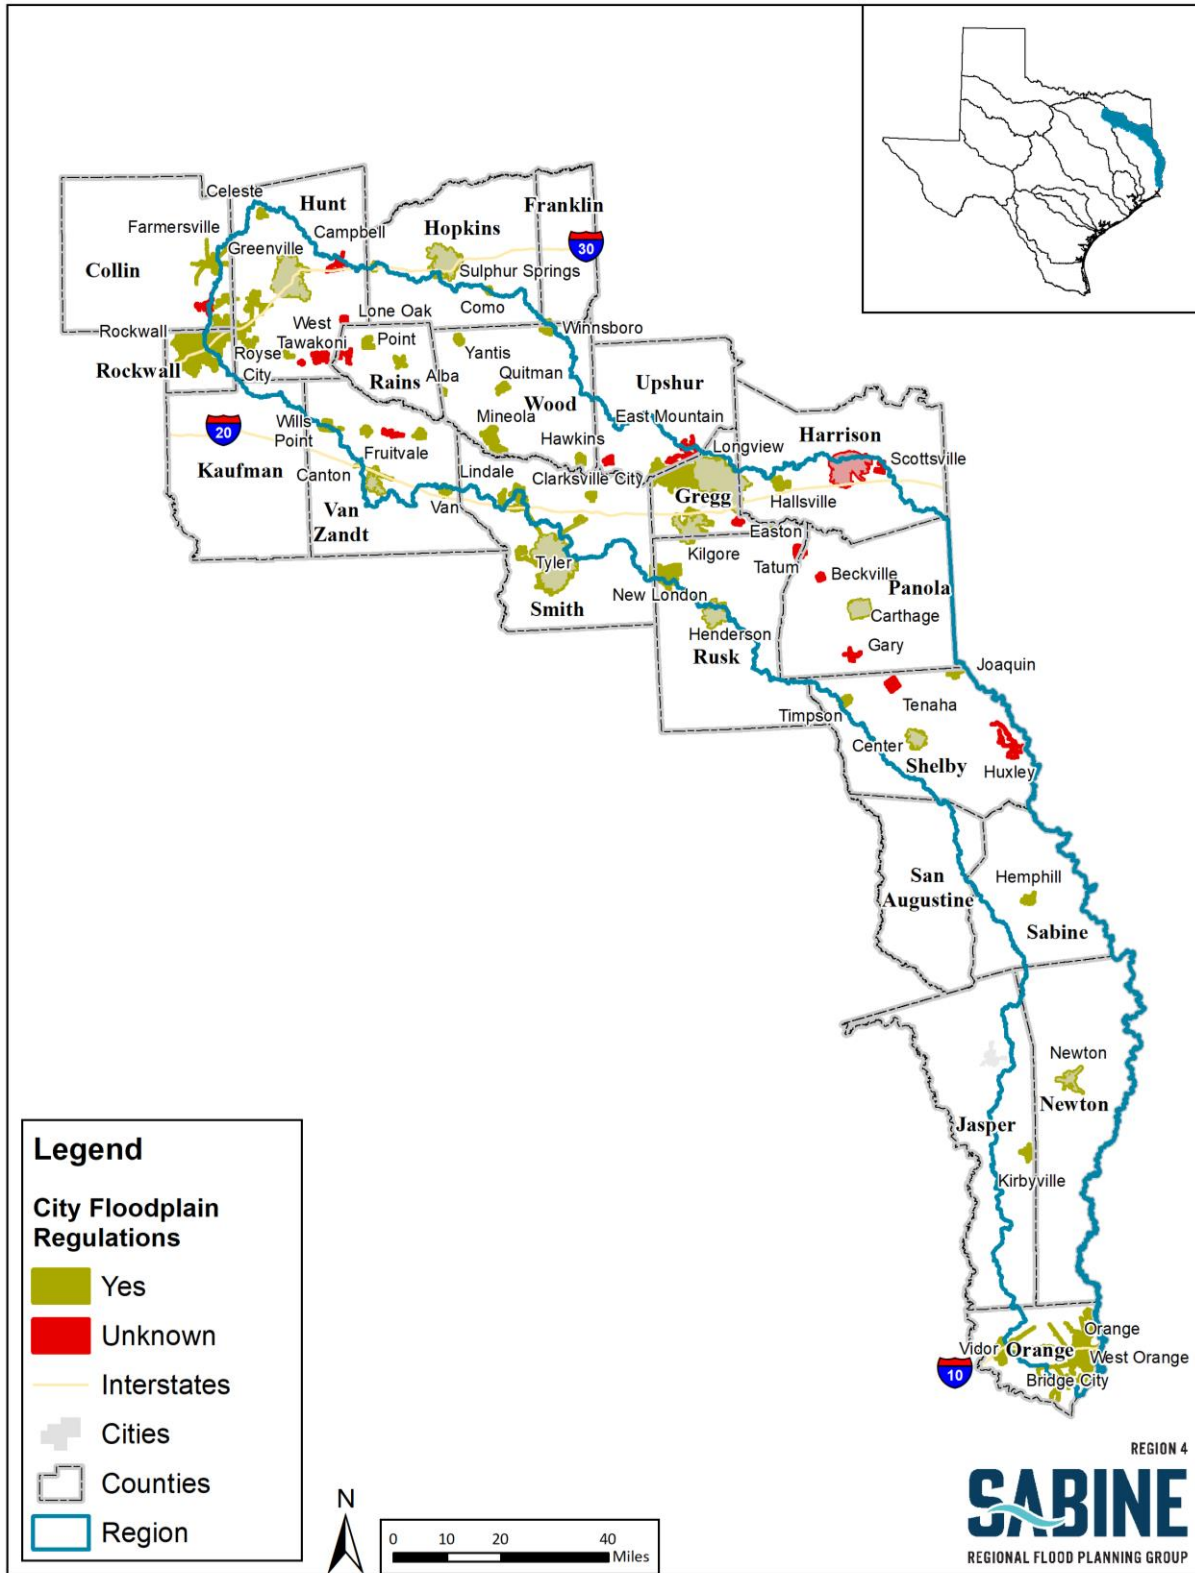 Celeste
Hunt
Farmersville
Campbell
Franklin
Greenville
Hopkins
30
Collin
Sulphur Springs
West
Tawakoni
Lone Oak
Como
Rockwall
Royse
City
Point
Winnsboro
Rockwall
Yantis
Rains
Alba
Quitman
Upshur
Wood
20
Wills
Point
Mineola
East Mountain
Harrison
Kaufman
Fruitvale
Hawkins
Longview
Scottsville
Canton
Lindale
Clarksville City
Gregg
Hallsville
Van
Van
Zandt
Easton
Kilgore
Tyler
Tatum
Beckville
Panola
New London
Smith
Carthage
Henderson
Rusk
Gary
Joaquin
Timpson
Tenaha
Center
Shelby
Huxley
San
Augustine
Hemphill
Sabine
Newton
Newton
Jasper
Kirbyville
Orange
Vidor
Orange
West Orange
10
Bridge City
Legend
City Floodplain
Regulations
Yes
Unknown
Interstates
Cities
Counties
Region
N
0 10 20 40
Miles
REGION 4
SABINE
REGIONAL FLOOD PLANNING GROUP